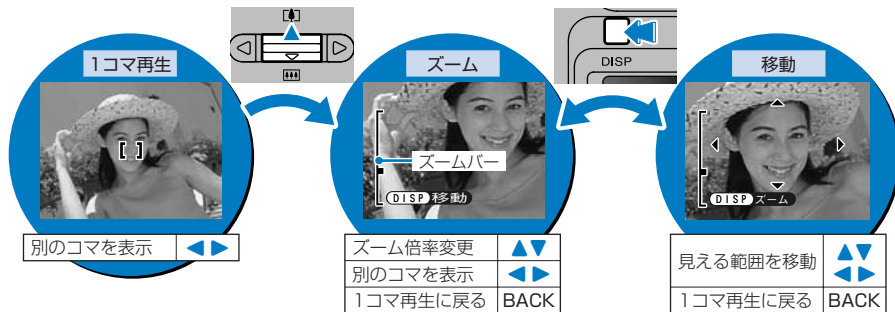 1コマ再生
別のコマを表示 ◀▶
ズーム
ズームバー
DISP 移動
ズーム倍率変更 ▲▼
別のコマを表示 ◀▶
1コマ再生に戻る BACK
DISP
移動
DISP ズーム
見える範囲を移動 ▲▼◀▶
1コマ再生に戻る BACK